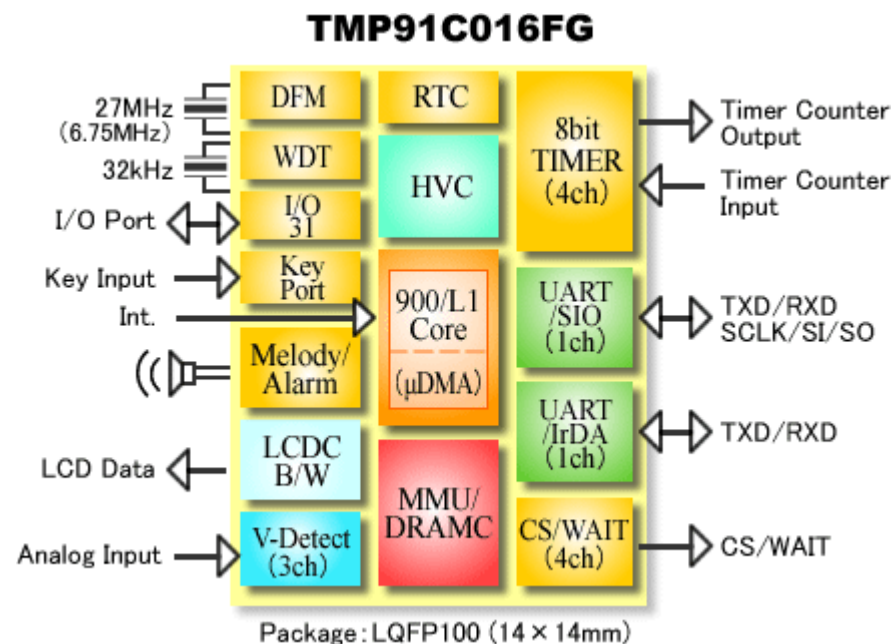 TMP91C016FG
27MHz
(6.75MHz)
32kHz
I/O Port
Key Input
Int.
LCD Data
Analog Input
DFM
WDT
I/O
31
Key
Port
Melody/
Alarm
LCDC
B/W
V-Detect
(3ch)
RTC
HVC
900/L1
Core
(μDMA)
MMU/
DRAMC
8bit
TIMER
(4ch)
UART
/SIO
(1ch)
UART
/IrDA
(1ch)
CS/WAIT
(4ch)
Timer Counter
Output
Timer Counter
Input
TXD/RXD
SCLK/SI/SO
TXD/RXD
CS/WAIT
Package : LQFP100 (14 × 14mm)